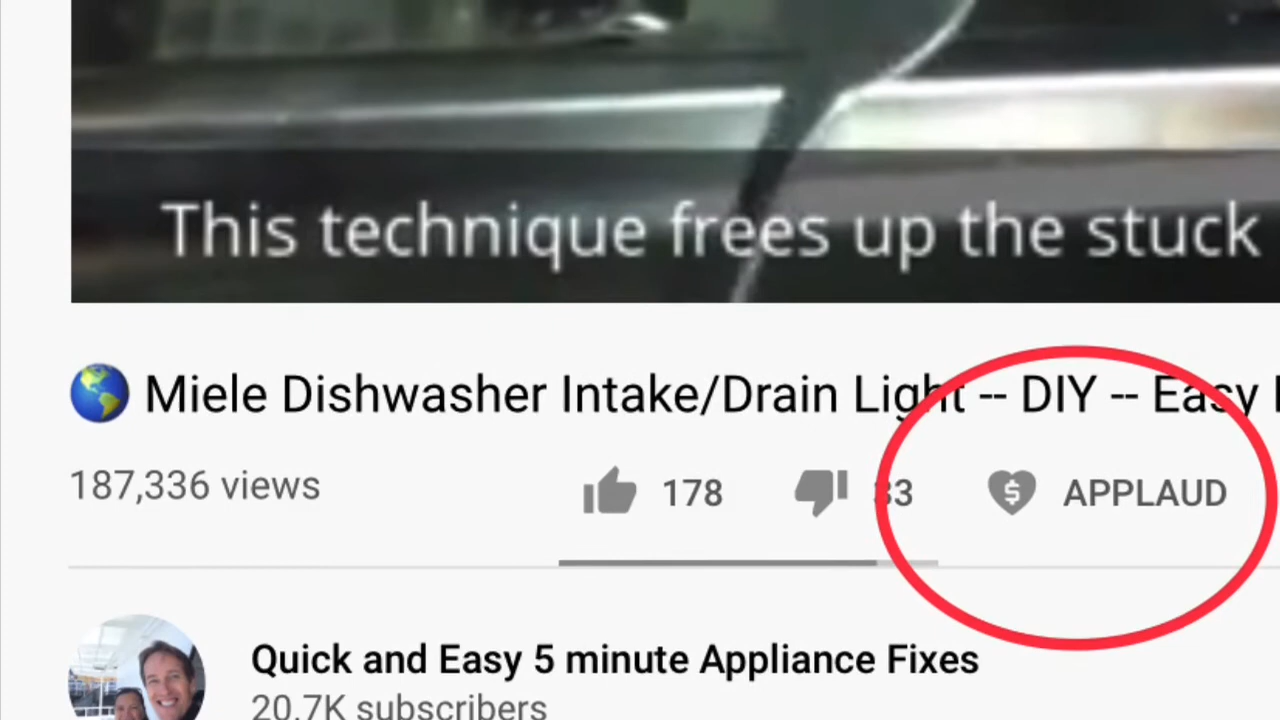 This technique frees up the stuck
Miele Dishwasher Intake/Drain Light -- DIY -- Easy
187,336 views 178 33 $ APPLAUD
Quick and Easy 5 minute Appliance Fixes
20.7K subscribers